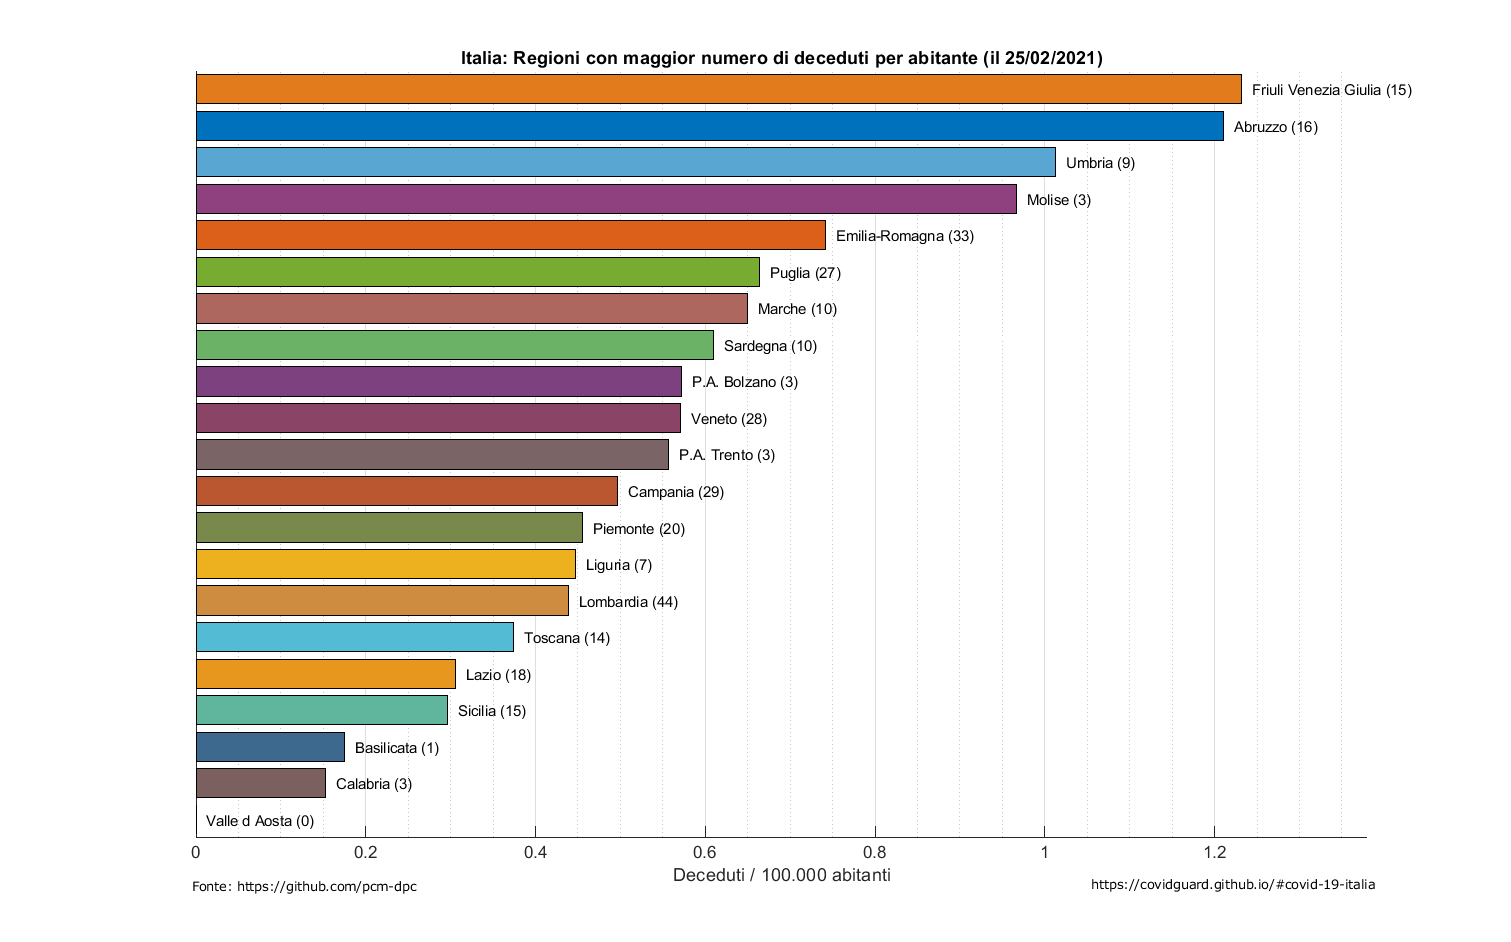 Italia: Regioni con maggior numero di deceduti per abitante (il 25/02/2021)
Friuli Venezia Giulia (15)
Abruzzo (16)
Umbria (9)
Molise (3)
Emilia-Romagna (33)
Puglia (27)
Marche (10)
Sardegna (10)
P.A. Bolzano (3)
Veneto (28)
P.A. Trento (3)
Campania (29)
Piemonte (20)
Liguria (7)
Lombardia (44)
Toscana (14)
Lazio (18)
Sicilia (15)
Basilicata (1)
Calabria (3)
Valle d Aosta (0)
0 0.2 0.4 0.6 0.8 1 1.2
Deceduti / 100.000 abitanti
Fonte: https://github.com/pcm-dpc
https://covidguard.github.io/#covid-19-italia